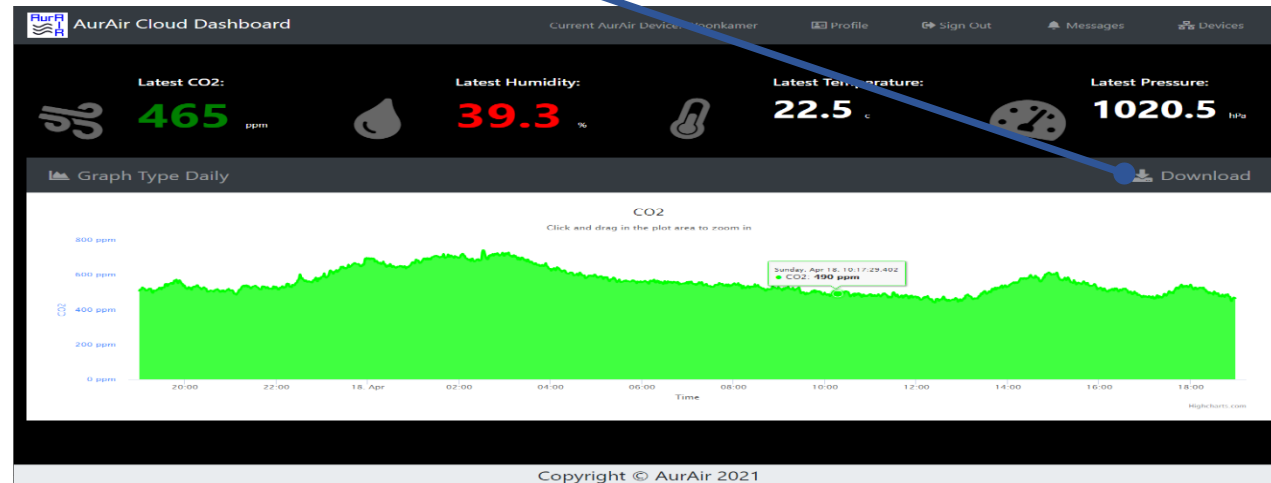 AurA
IR
AurAir Cloud Dashboard
Current AurAir Device: Woonkamer
Profile
Sign Out
Messages
Devices
Latest CO2:
465 ppm
Latest Humidity:
39.3 %
Latest Temperature:
22.5 c
Latest Pressure:
1020.5 hPa
Graph Type Daily
Download
CO2
Click and drag in the plot area to zoom in
800 ppm
600 ppm
400 ppm
200 ppm
0 ppm
CO2
Sunday, Apr 18, 10:17:29.402
CO2: 490 ppm
20:00
22:00
18. Apr
02:00
04:00
06:00
08:00
10:00
12:00
14:00
16:00
18:00
Time
Highcharts.com
Copyright © AurAir 2021